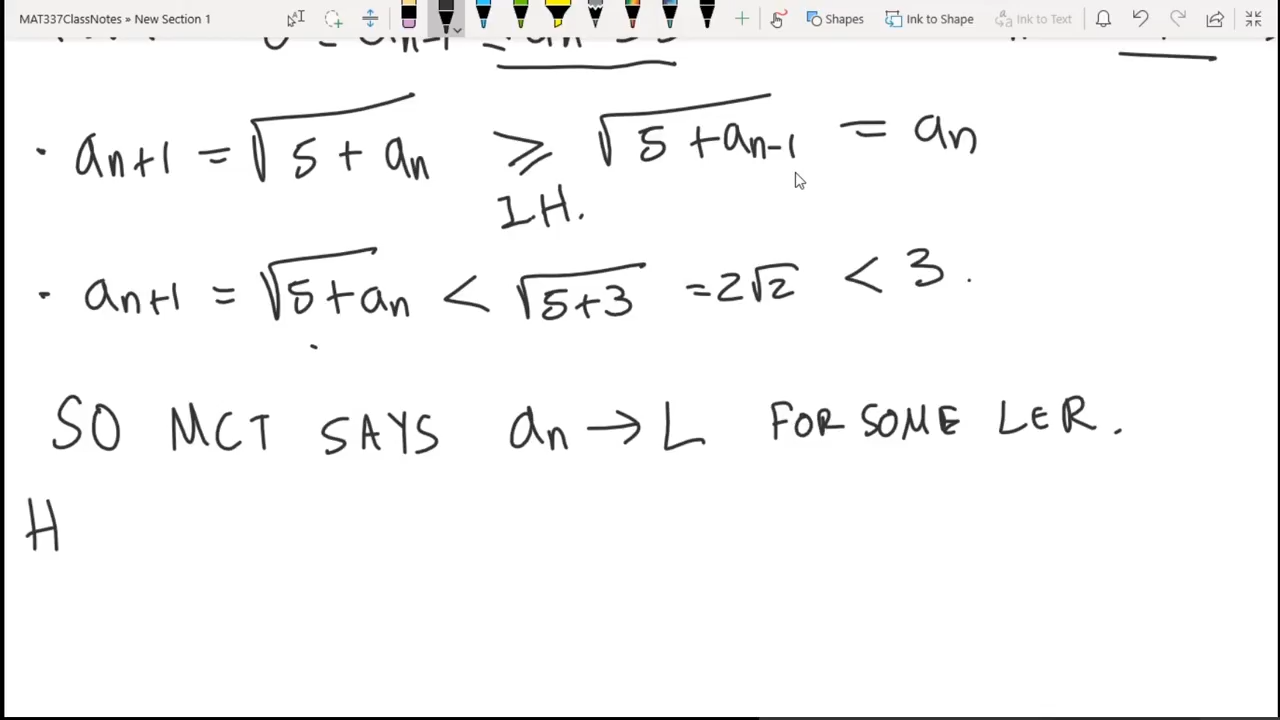 MAT337ClassNotes » New Section 1 Shapes Ink to Shape Ink to Text
· an+1 = √5 + an ≥ √5 + an-1 = an
IH.
· an+1 = √5+an < √5+3 = 2√2 < 3.
SO MCT SAYS an → L FOR SOME L∈R.
H